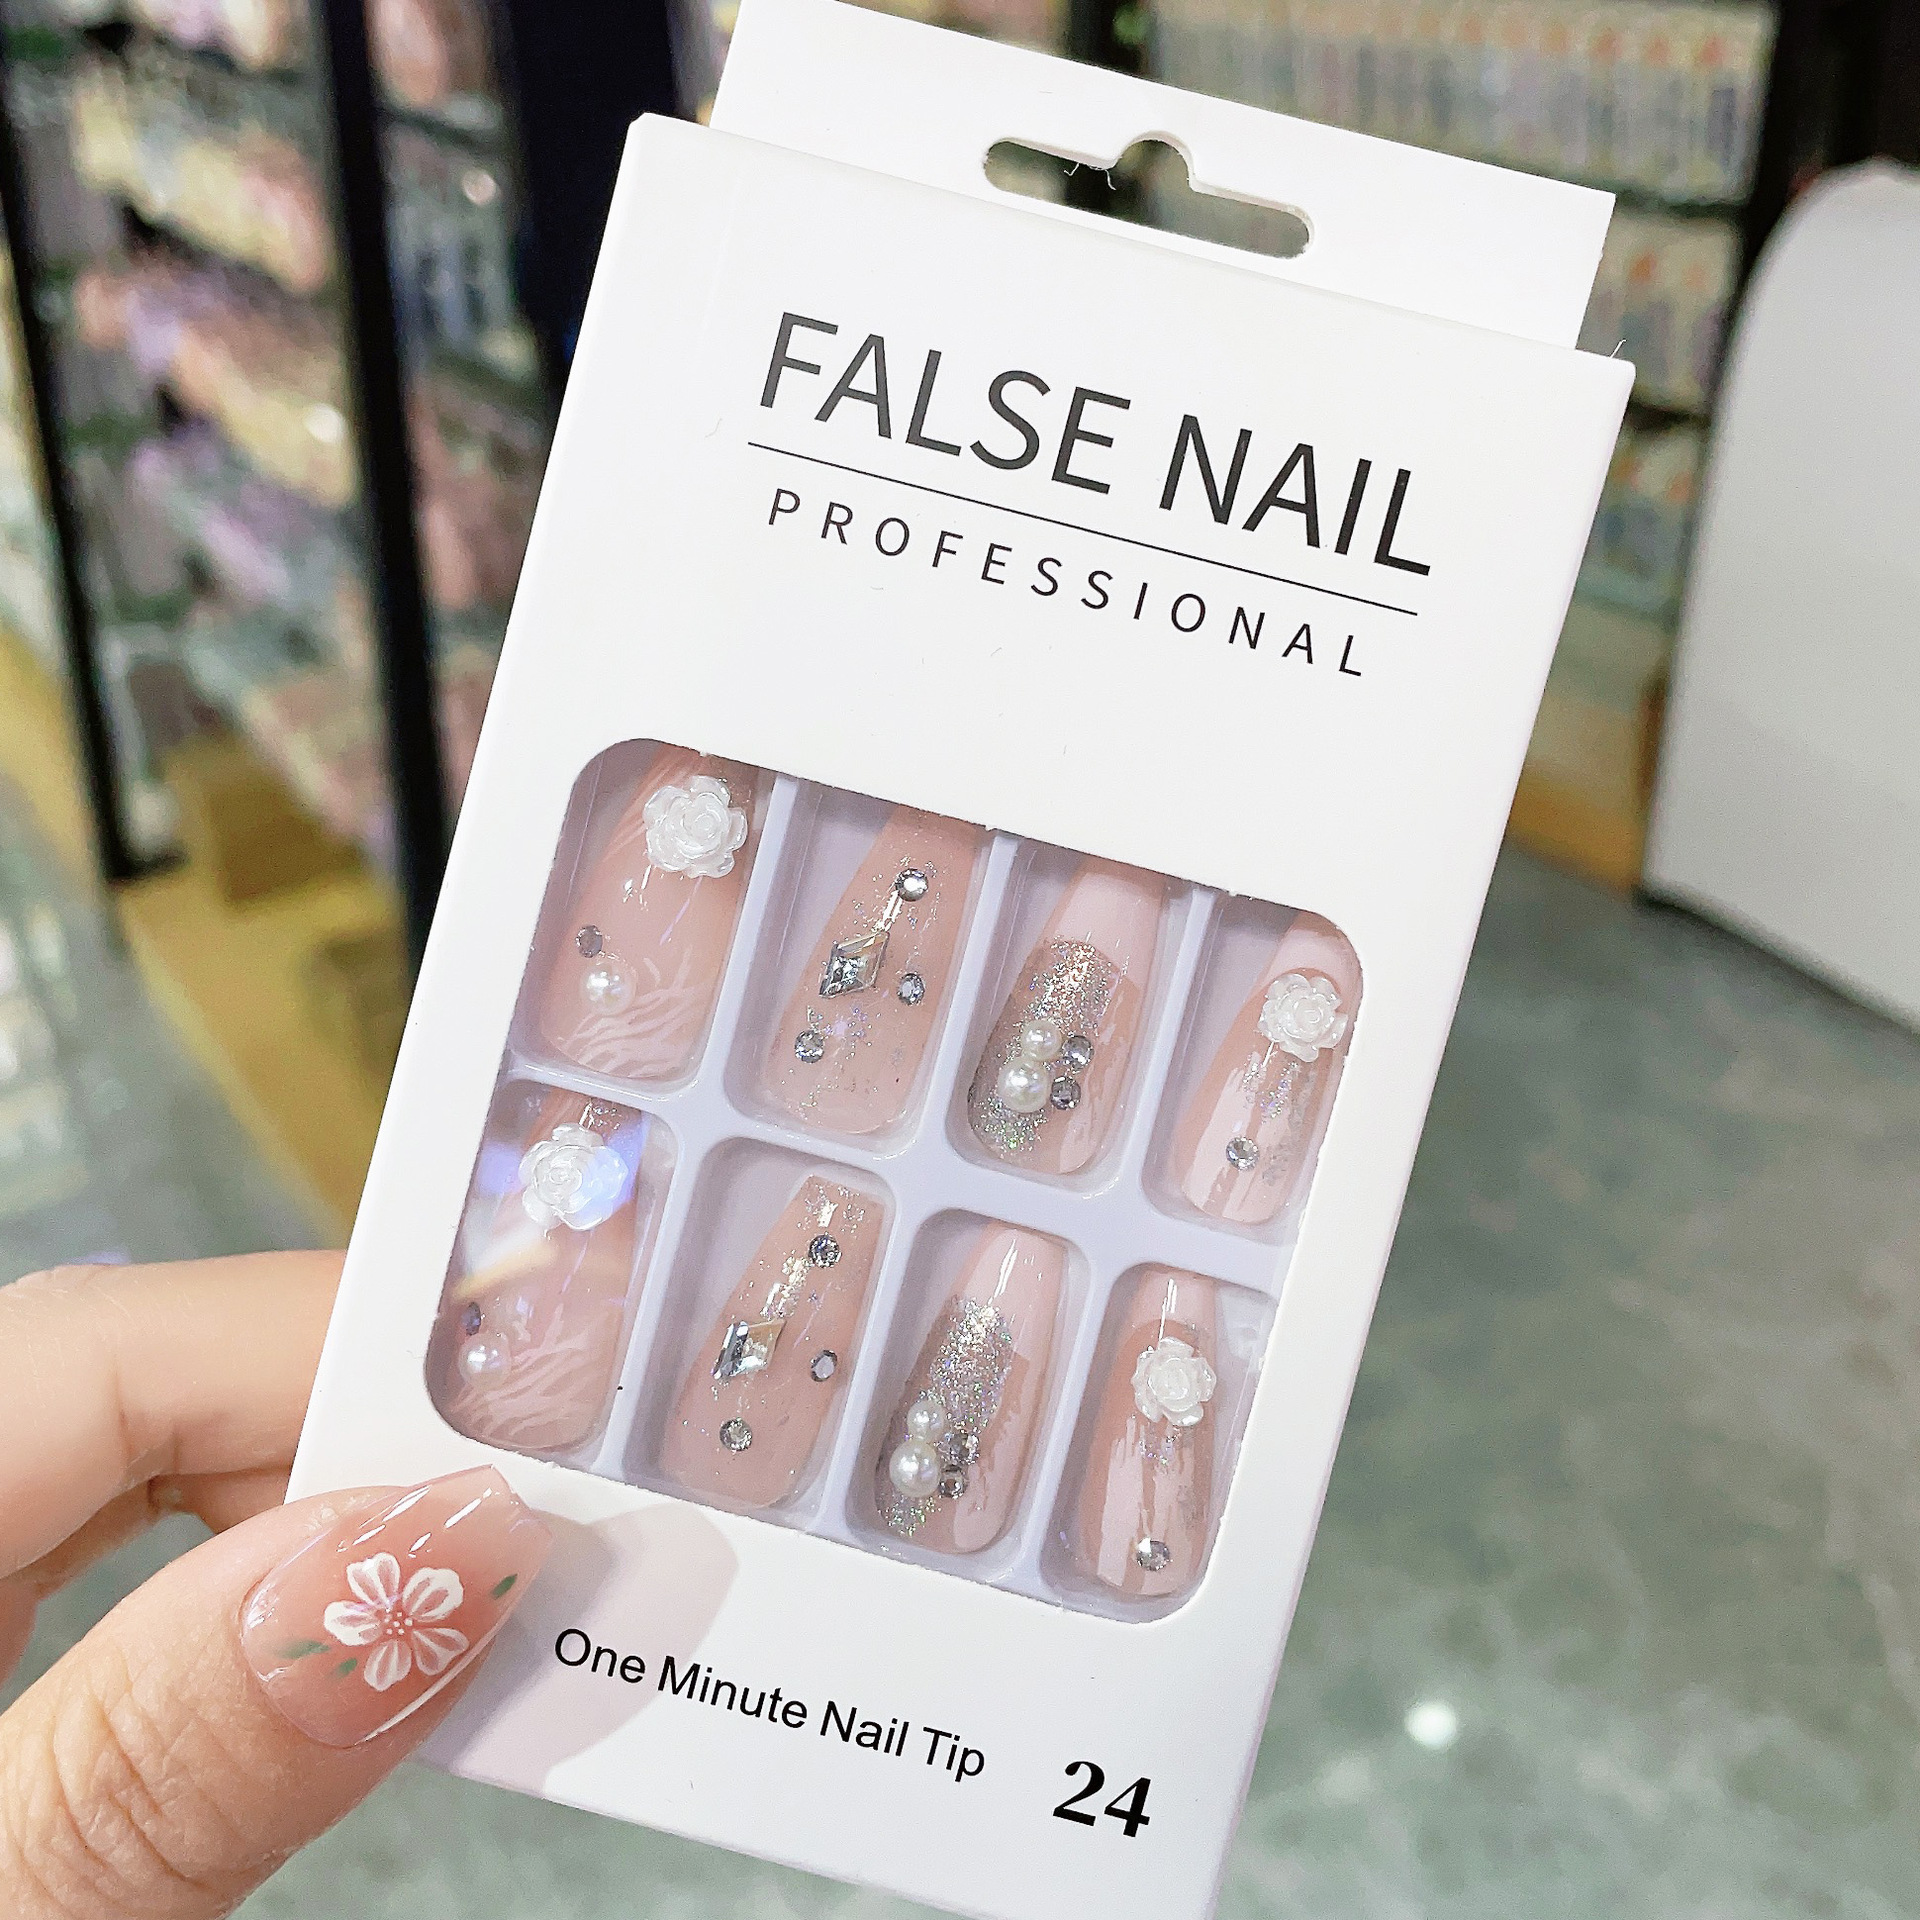 FALSE NAIL
PROFESSIONAL
One Minute Nail Tip 24